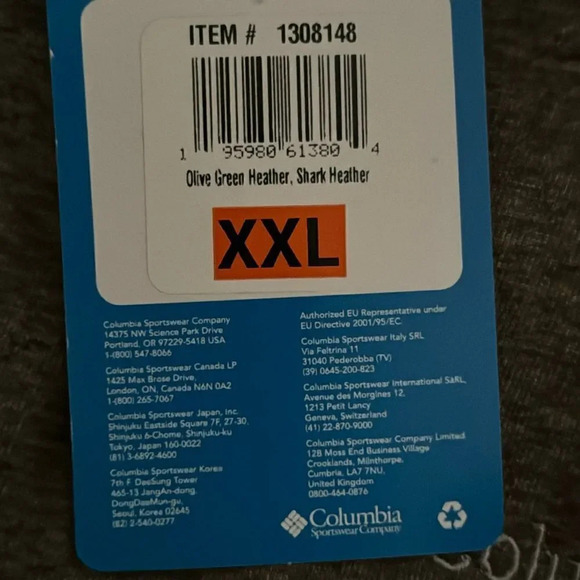 ITEM # 1308148
1 95980 61380 4
Olive Green Heather, Shark Heather
XXL
Columbia Sportswear Company
14375 NW Science Park Drive
Portland, OR 97229-5418 USA
1-(800) 547-8066
Columbia Sportswear Canada LP
1425 Max Brose Drive,
London, ON, Canada N6N 0A2
1-(800) 265-7067
Columbia Sportswear Japan, Inc.
Shinjuku Eastside Square 7F, 27-30,
Shinjuku 6-Chome, Shinjuku-ku
Tokyo, Japan 160-0022
(81) 3-6892-4600
Columbia Sportswear Korea
7th F DaeSung Tower
465-13 JangAn-dong,
DongDaeMun-gu,
Seoul, Korea 02645
(82) 2-540-0277
Authorized EU Representative under
EU Directive 2001/95/EC.
Columbia Sportswear Italy SRL
Via Feltrina 11
31040 Pederobba (TV)
(39) 0645-200-823
Columbia Sportswear International SàRL,
Avenue des Morgines 12,
1213 Petit Lancy
Geneva, Switzerland
(41) 22-870-9000
Columbia Sportswear Company Limited
12B Moss End Business Village
Crooklands, Milnthorpe,
Cumbria, LA7 7NU,
United Kingdom
0800-464-0876
Columbia
Sportswear Company